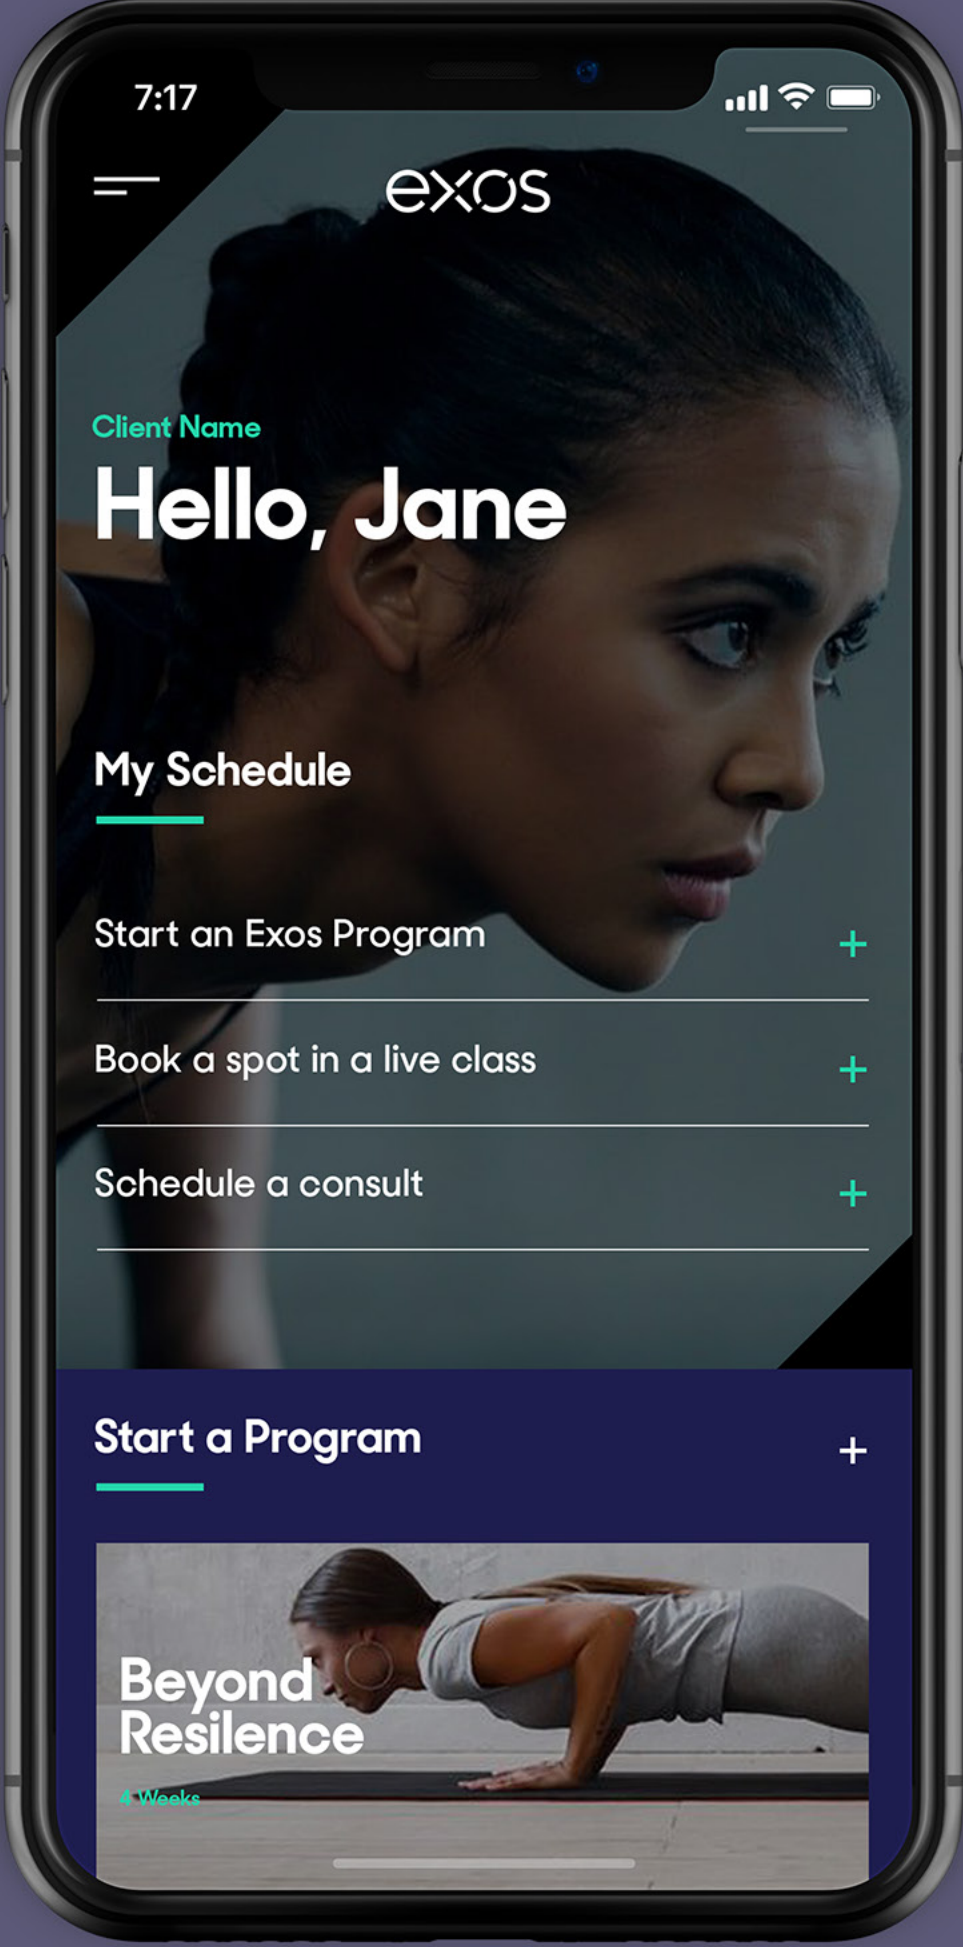 7:17
exos
Client Name
Hello, Jane
My Schedule
Start an Exos Program
+
Book a spot in a live class
+
Schedule a consult
+
Start a Program
+
Beyond
Resilence
4 Weeks